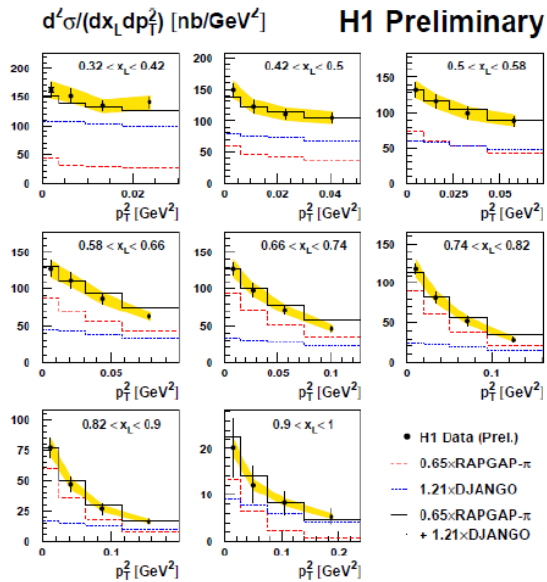 d²σ/(dx_L dp_T²) [nb/GeV²] H1 Preliminary
0.32 < x_L < 0.42
200
150
100
50
0
0 0.02
p_T² [GeV²]
0.42 < x_L < 0.5
200
150
100
50
0
0 0.02 0.04
p_T² [GeV²]
0.5 < x_L < 0.58
150
100
50
0
0 0.025 0.05
p_T² [GeV²]
0.58 < x_L < 0.66
150
100
50
0
0 0.05
p_T² [GeV²]
0.66 < x_L < 0.74
150
100
50
0
0 0.05 0.1
p_T² [GeV²]
0.74 < x_L < 0.82
150
100
50
0
0 0.1
p_T² [GeV²]
0.82 < x_L < 0.9
100
75
50
25
0
0 0.1
p_T² [GeV²]
0.9 < x_L < 1
20
10
0
0 0.1 0.2
p_T² [GeV²]
H1 Data (Prel.)
0.65×RAPGAP-π
1.21×DJANGO
0.65×RAPGAP-π
+ 1.21×DJANGO